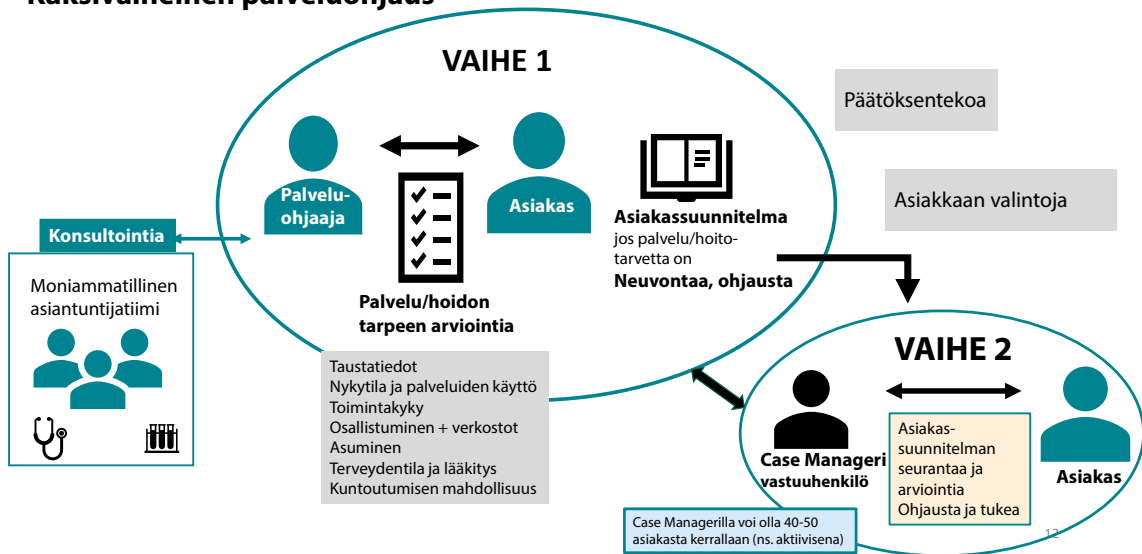 Kaksivaiheinen palveluohjaus
VAIHE 1
Palvelu-
ohjaaja
Asiakas
Palvelu/hoidon
tarpeen arviointia
Asiakassuunnitelma
jos palvelu/hoito-
tarvetta on
Neuvontaa, ohjausta
Päätöksentekoa
Asiakkaan valintoja
Konsultointia
Moniammatillinen
asiantuntijatiimi
Taustatiedot
Nykytila ja palveluiden käyttö
Toimintakyky
Osallistuminen + verkostot
Asuminen
Terveydentila ja lääkitys
Kuntoutumisen mahdollisuus
VAIHE 2
Case Manageri
vastuuhenkilö
Asiakas-
suunnitelman
seurantaa ja
arviointia
Ohjausta ja tukea
Asiakas
Case Managerilla voi olla 40-50
asiakasta kerrallaan (ns. aktiivisena)
12